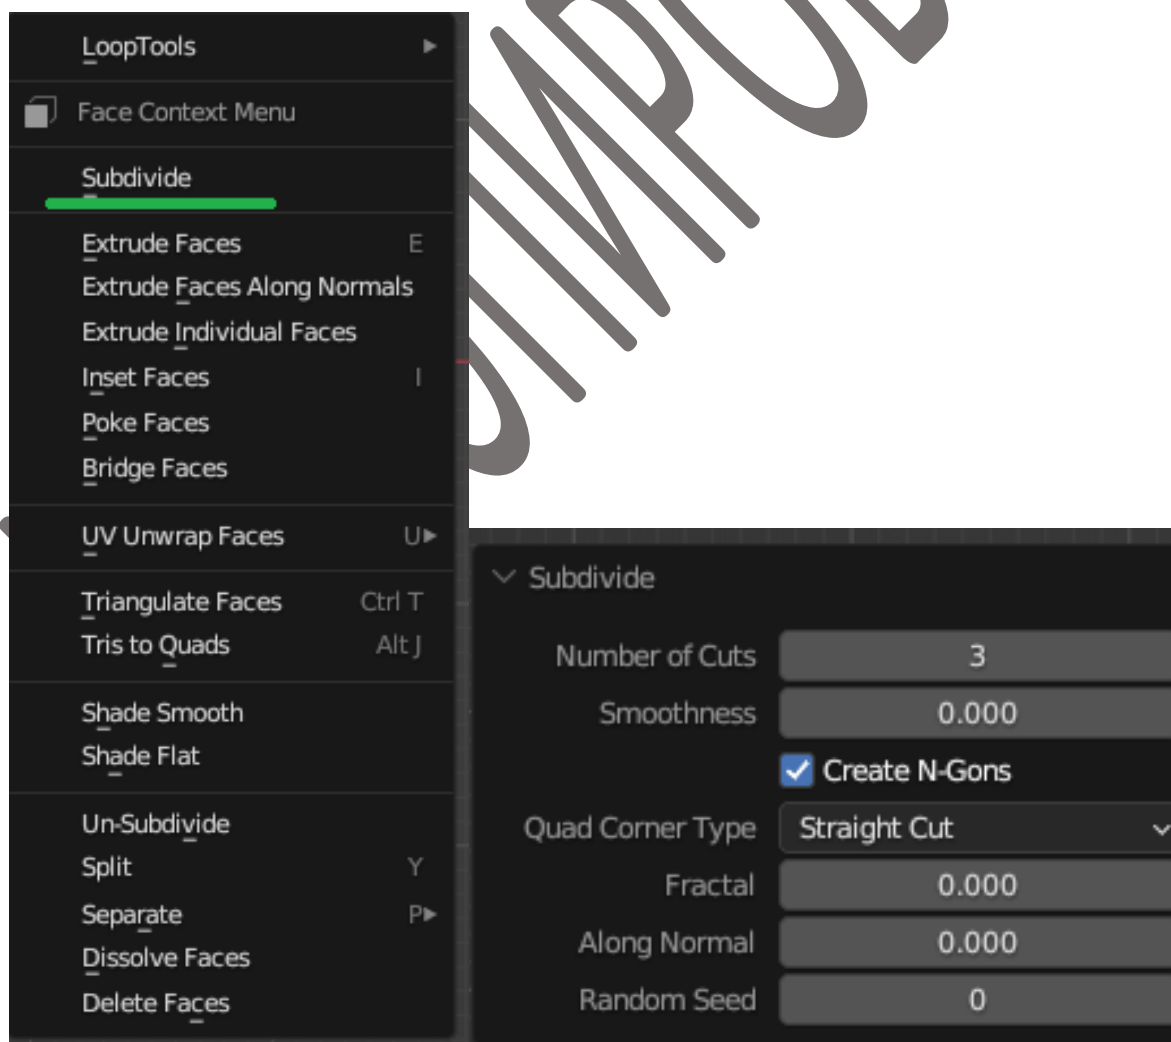 LoopTools
Face Context Menu
Subdivide
Extrude Faces E
Extrude Faces Along Normals
Extrude Individual Faces
Inset Faces I
Poke Faces
Bridge Faces
UV Unwrap Faces U
Triangulate Faces Ctrl T
Tris to Quads Alt J
Shade Smooth
Shade Flat
Un-Subdivide
Split Y
Separate P
Dissolve Faces
Delete Faces
Subdivide
Number of Cuts 3
Smoothness 0.000
Create N-Gons
Quad Corner Type Straight Cut
Fractal 0.000
Along Normal 0.000
Random Seed 0